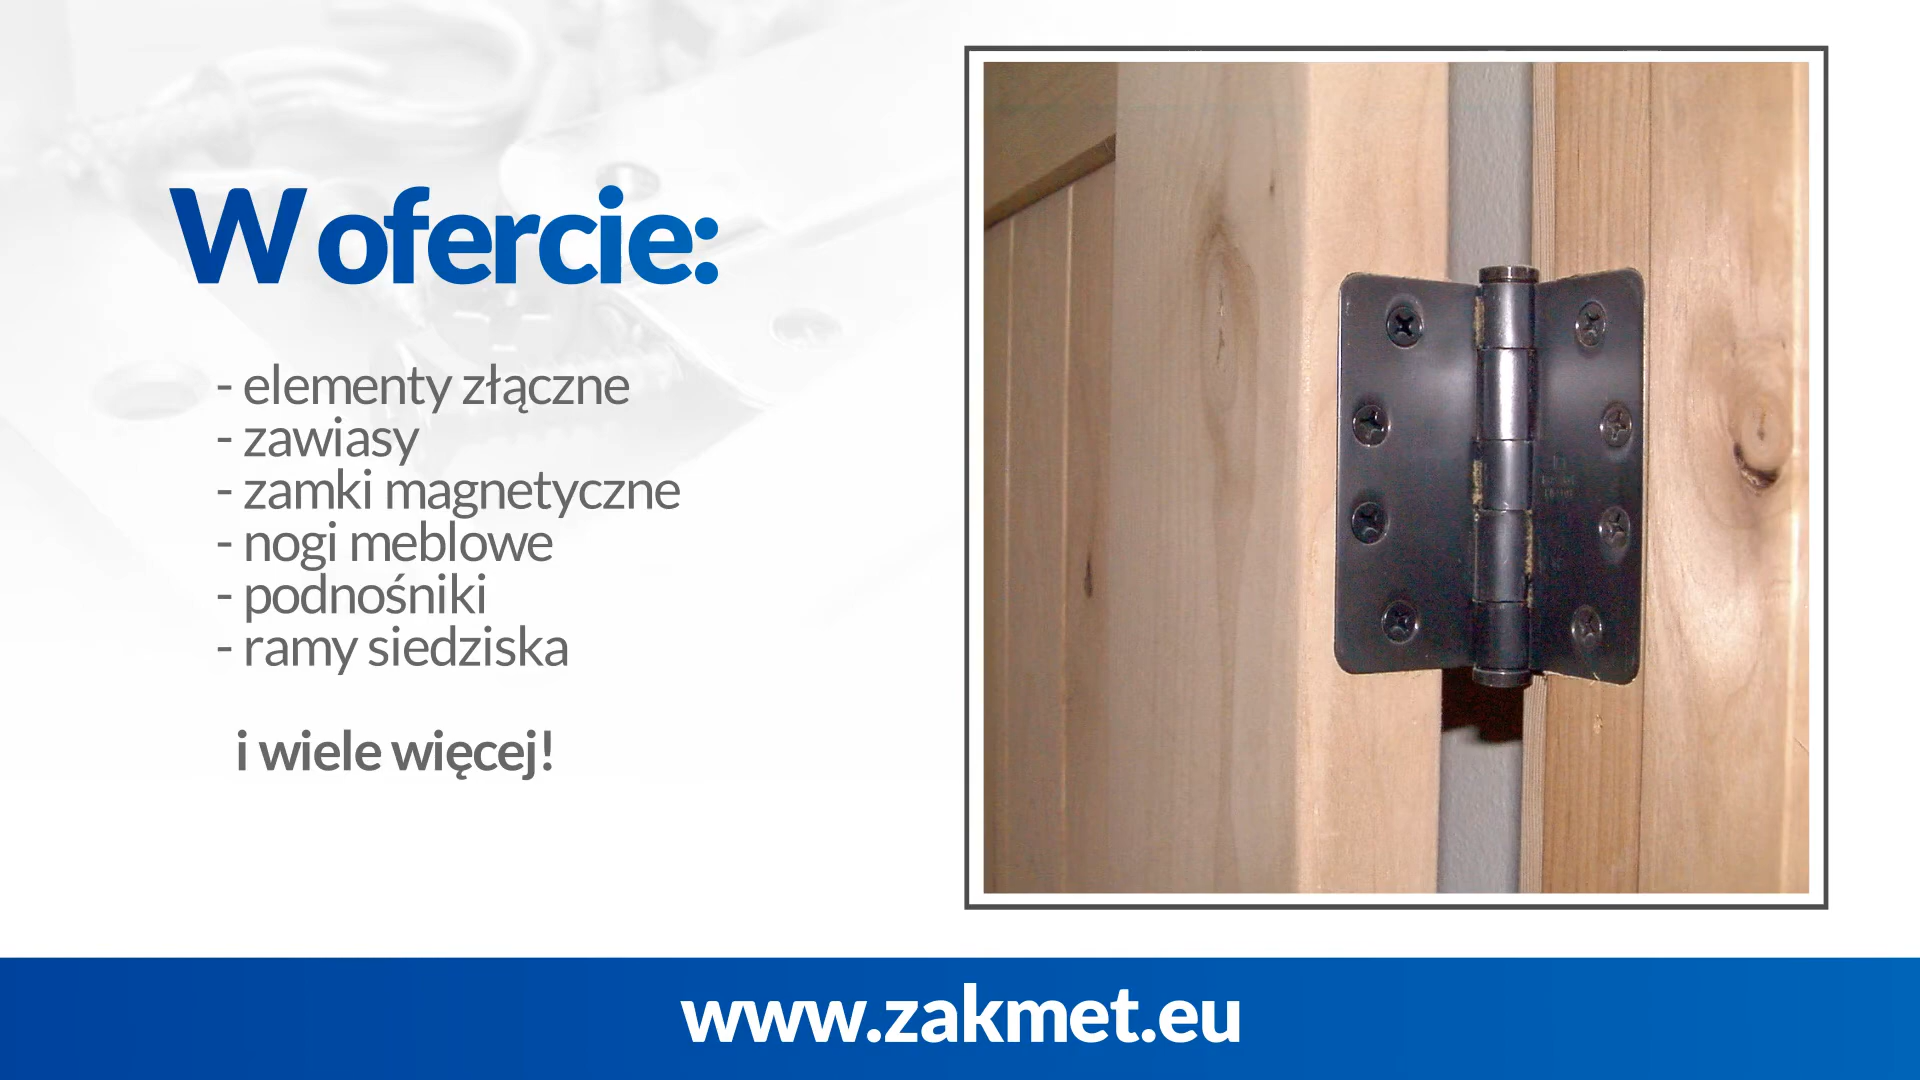 W ofercie:
- elementy złączne
- zawiasy
- zamki magnetyczne
- nogi meblowe
- podnośniki
- ramy siedziska
i wiele więcej!
www.zakmet.eu